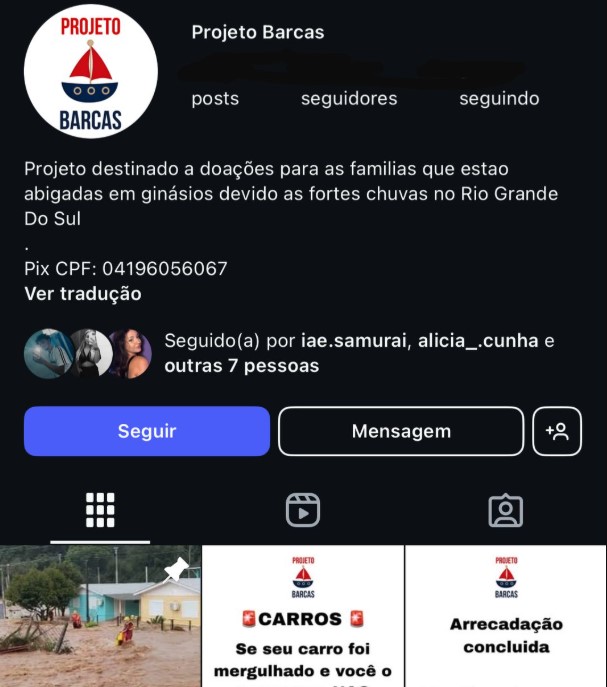 PROJETO
BARCAS
Projeto Barcas
posts seguidores seguindo
Projeto destinado a doações para as familias que estao
abigadas em ginásios devido as fortes chuvas no Rio Grande
Do Sul
.
Pix CPF: 04196056067
Ver tradução
Seguido(a) por iae.samurai, alicia_.cunha e
outras 7 pessoas
Seguir
Mensagem
PROJETO
BARCAS
🚨CARROS 🚨
Se seu carro foi
mergulhado e você o
PROJETO
BARCAS
Arrecadação
concluida